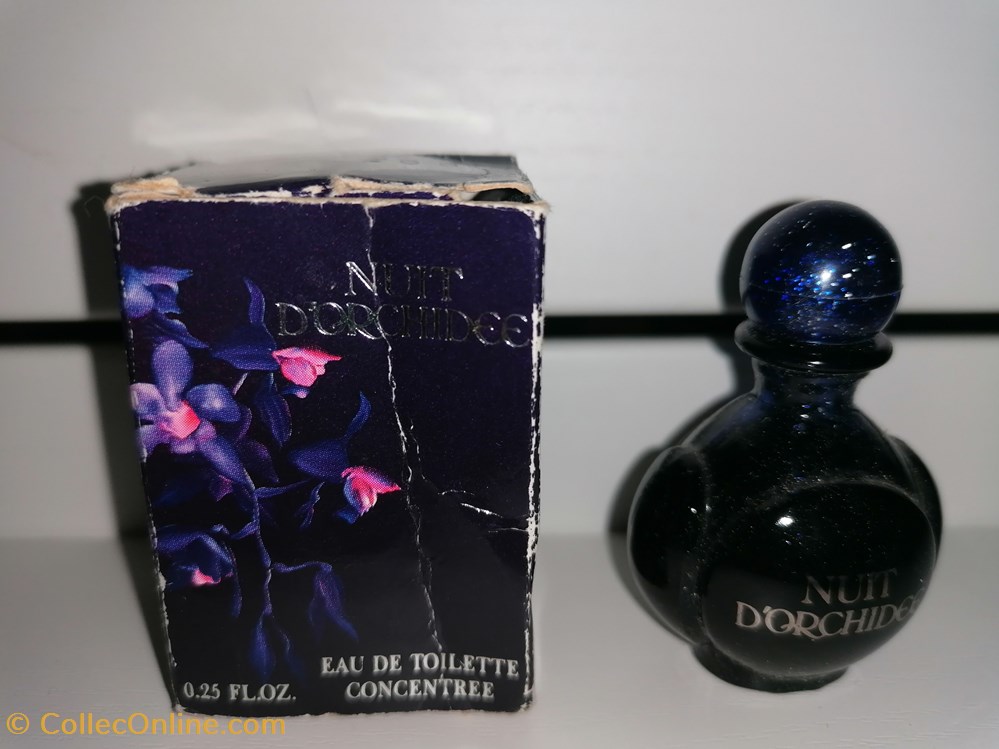 NUIT
D'ORCHIDEE
EAU DE TOILETTE
CONCENTREE
0.25 FL.OZ.
NUIT
D'ORCHIDEE
© CollecOnline.com